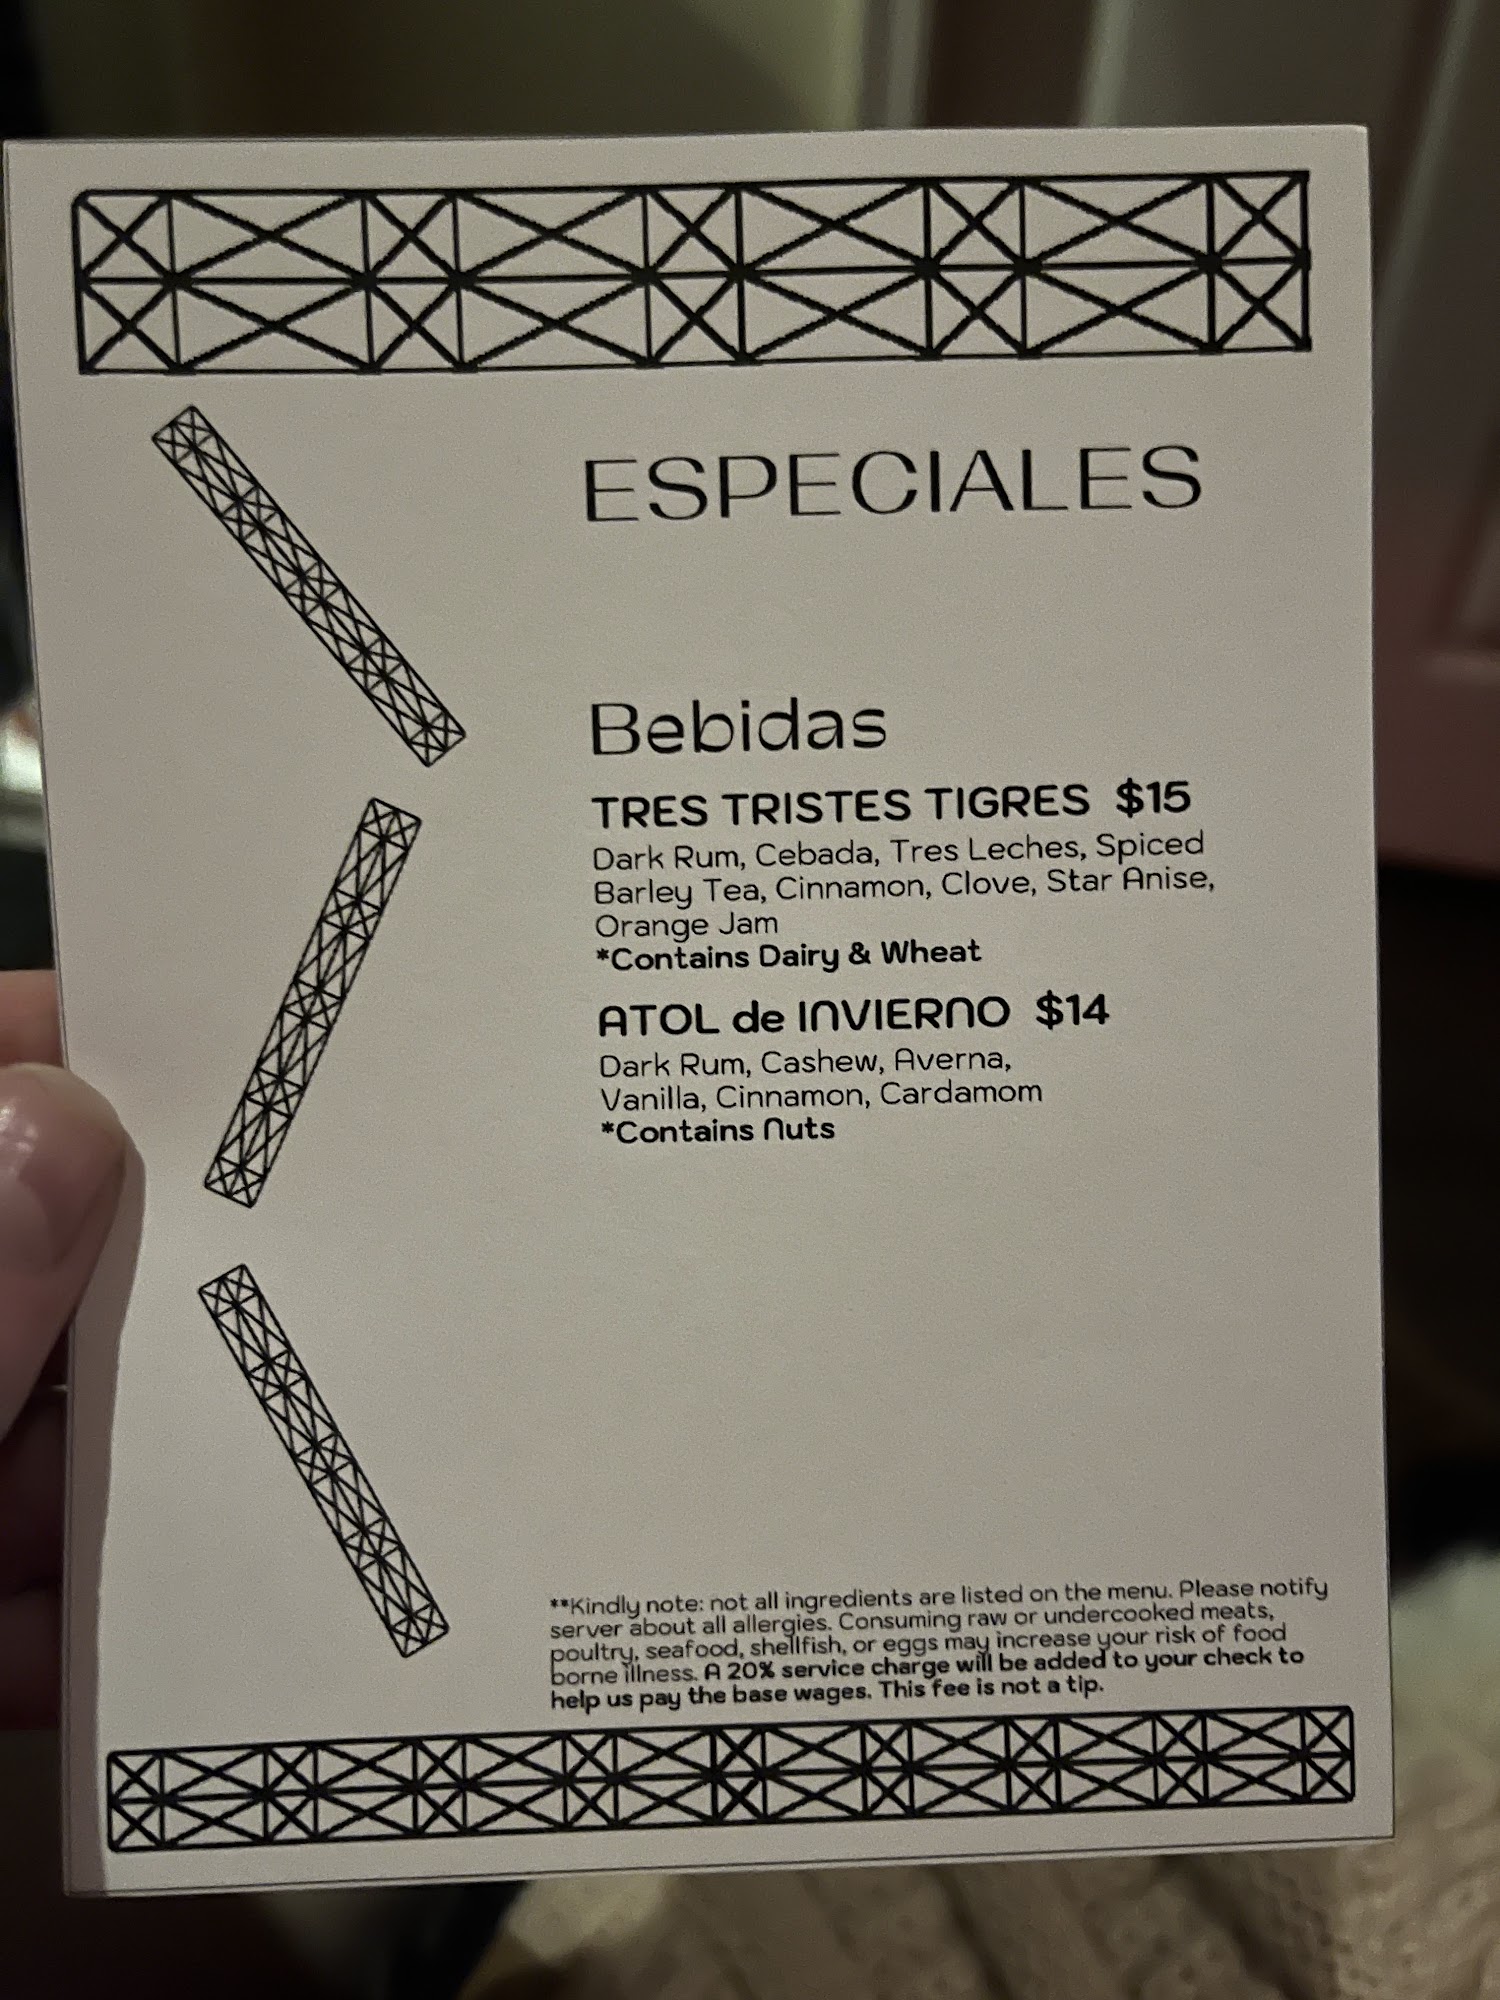 ESPECIALES
Bebidas
TRES TRISTES TIGRES $15
Dark Rum, Cebada, Tres Leches, Spiced
Barley Tea, Cinnamon, Clove, Star Anise,
Orange Jam
*Contains Dairy & Wheat
ATOL de INVIERNO $14
Dark Rum, Cashew, Averna,
Vanilla, Cinnamon, Cardamom
*Contains Nuts
**Kindly note: not all ingredients are listed on the menu. Please notify
server about all allergies. Consuming raw or undercooked meats,
poultry, seafood, shellfish, or eggs may increase your risk of food
borne illness. A 20% service charge will be added to your check to
help us pay the base wages. This fee is not a tip.